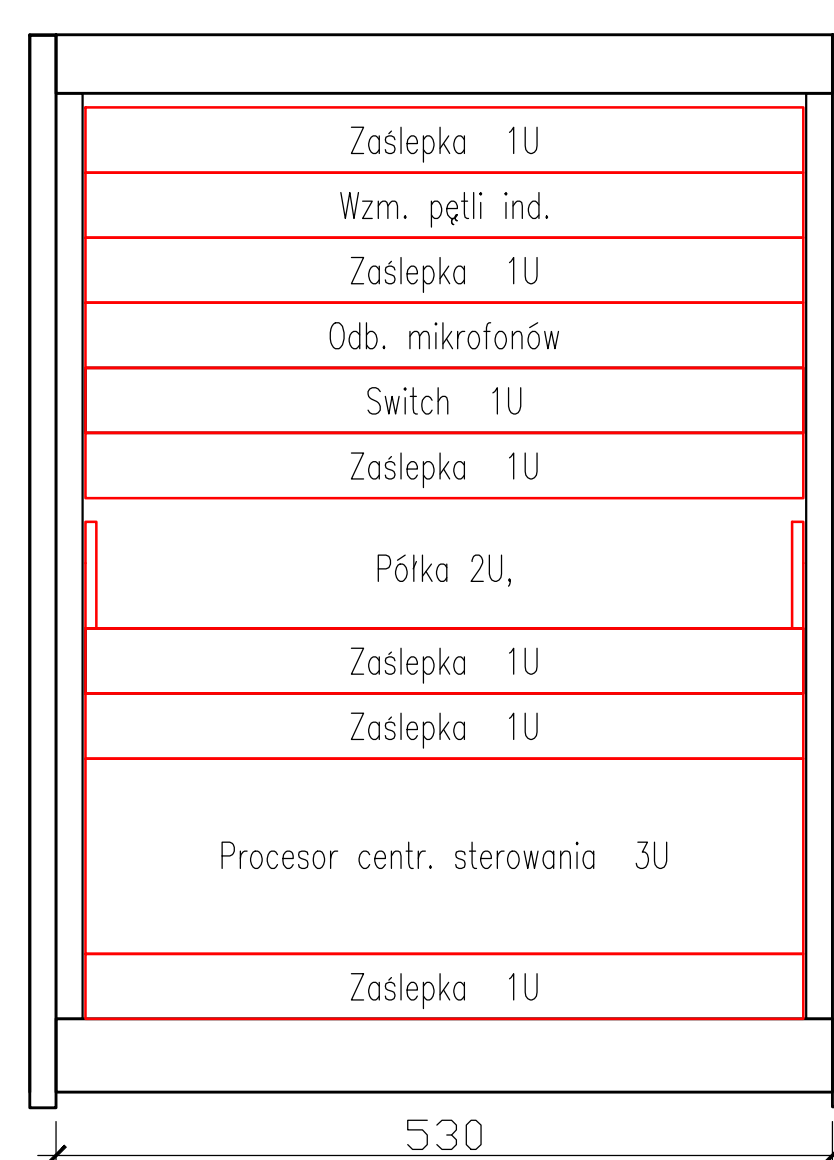 Zaślepka 1U
Wzm. pętli ind.
Zaślepka 1U
Odb. mikrofonów
Switch 1U
Zaślepka 1U
Półka 2U,
Zaślepka 1U
Zaślepka 1U
Procesor centr. sterowania 3U
Zaślepka 1U
530